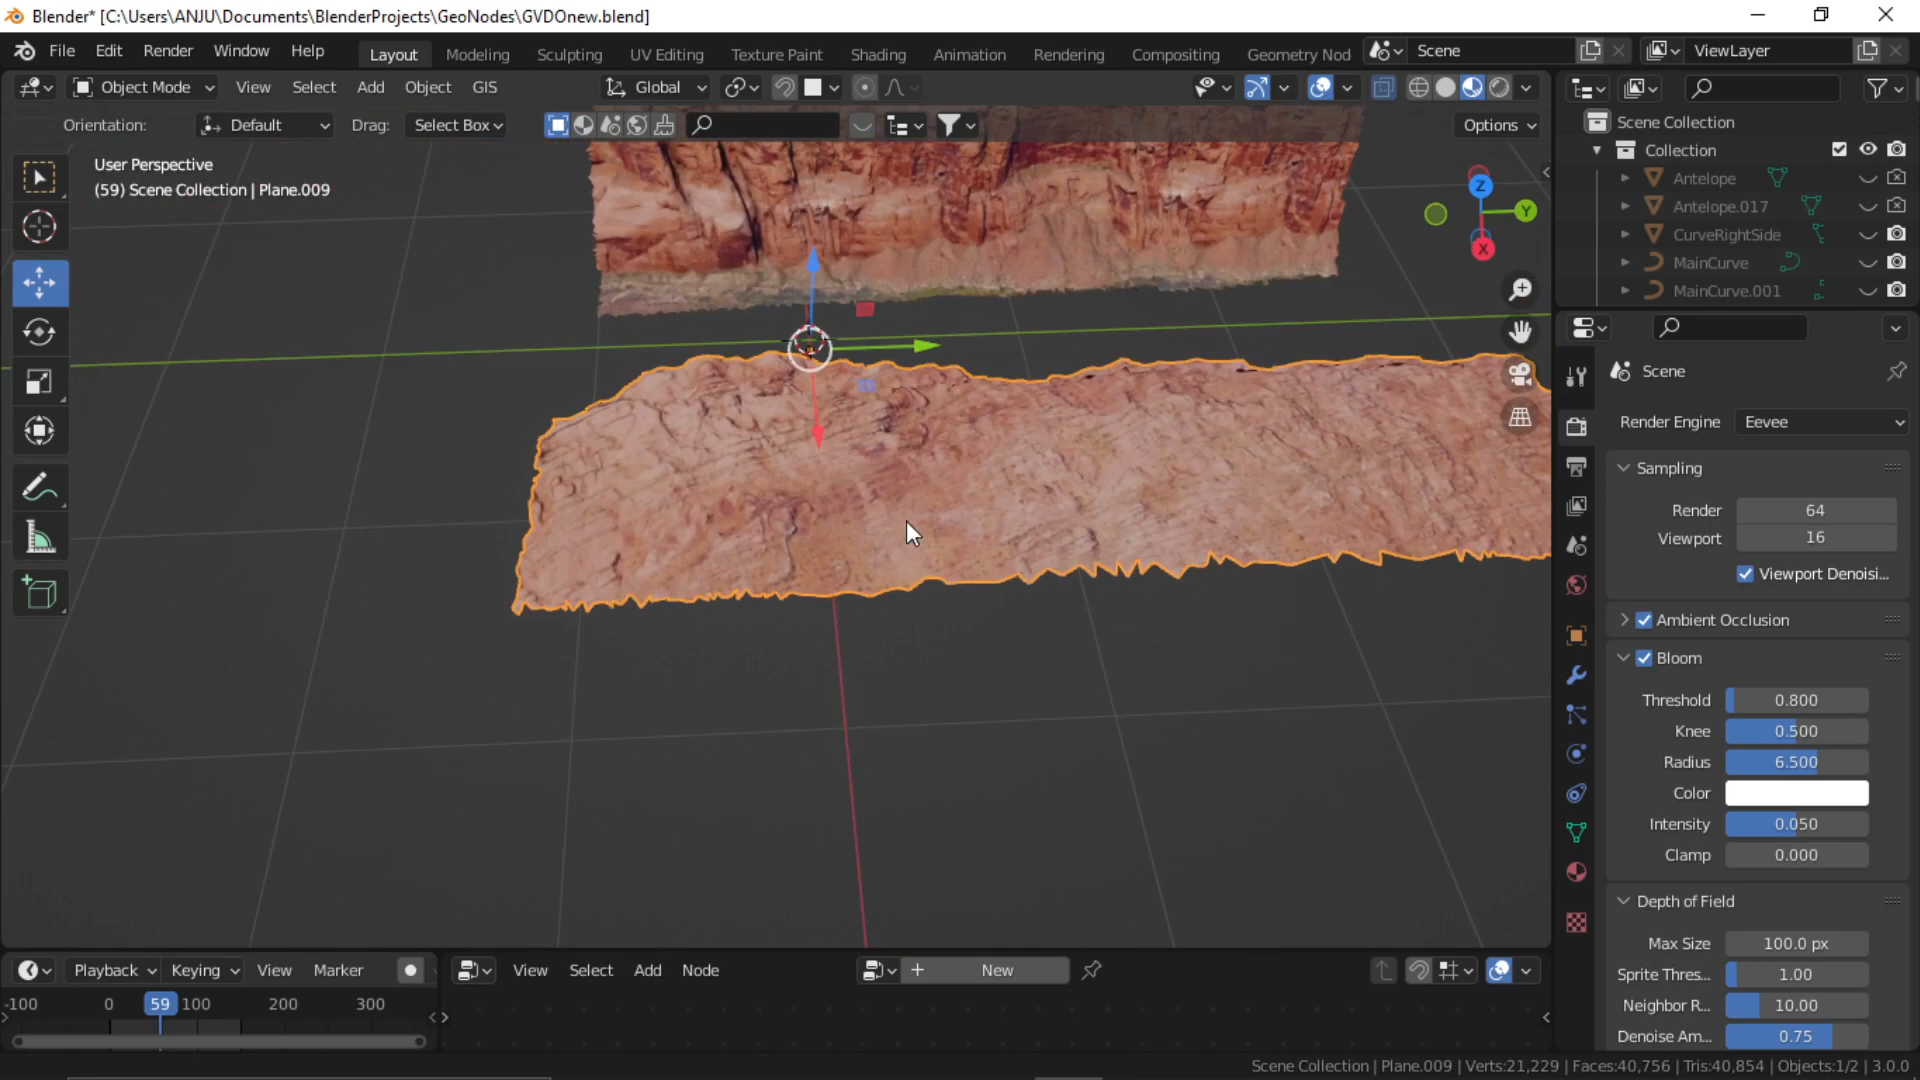 Blender* [C:\Users\ANJU\Documents\BlenderProjects\GeoNodes\GVDOnew.blend]
File Edit Render Window Help Layout Modeling Sculpting UV Editing Texture Paint Shading Animation Rendering Compositing Geometry Nod Scene ViewLayer
Object Mode View Select Add Object GIS Global
Orientation: Default Drag: Select Box Options
User Perspective
(59) Scene Collection | Plane.009
Z
Y
X
Scene Collection
Collection
Antelope
Antelope.017
CurveRightSide
MainCurve
MainCurve.001
Scene
Render Engine Eevee
Sampling
Render 64
Viewport 16
Viewport Denoisi...
Ambient Occlusion
Bloom
Threshold 0.800
Knee 0.500
Radius 6.500
Color
Intensity 0.050
Clamp 0.000
Depth of Field
Max Size 100.0 px
Sprite Thres... 1.00
Neighbor R... 10.00
Denoise Am... 0.75
Playback Keying View Marker View Select Add Node New
-100 0 59 100 200 300
Scene Collection | Plane.009 | Verts:21,229 | Faces:40,756 | Tris:40,854 | Objects:1/2 | 3.0.0